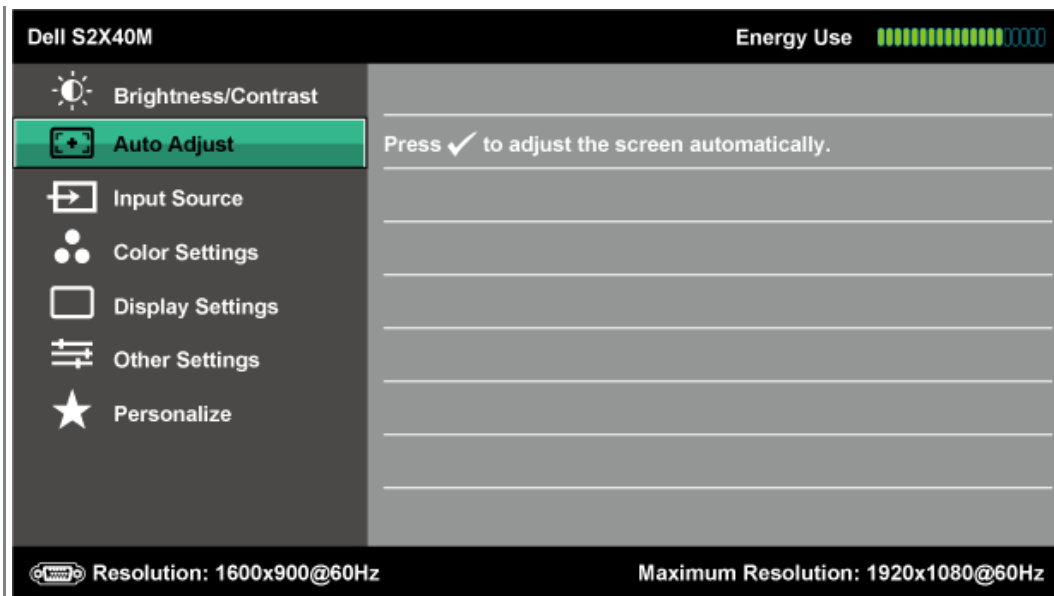 Dell S2X40M Energy Use
Brightness/Contrast
Auto Adjust
Press ✓ to adjust the screen automatically.
Input Source
Color Settings
Display Settings
Other Settings
Personalize
Resolution: 1600x900@60Hz Maximum Resolution: 1920x1080@60Hz